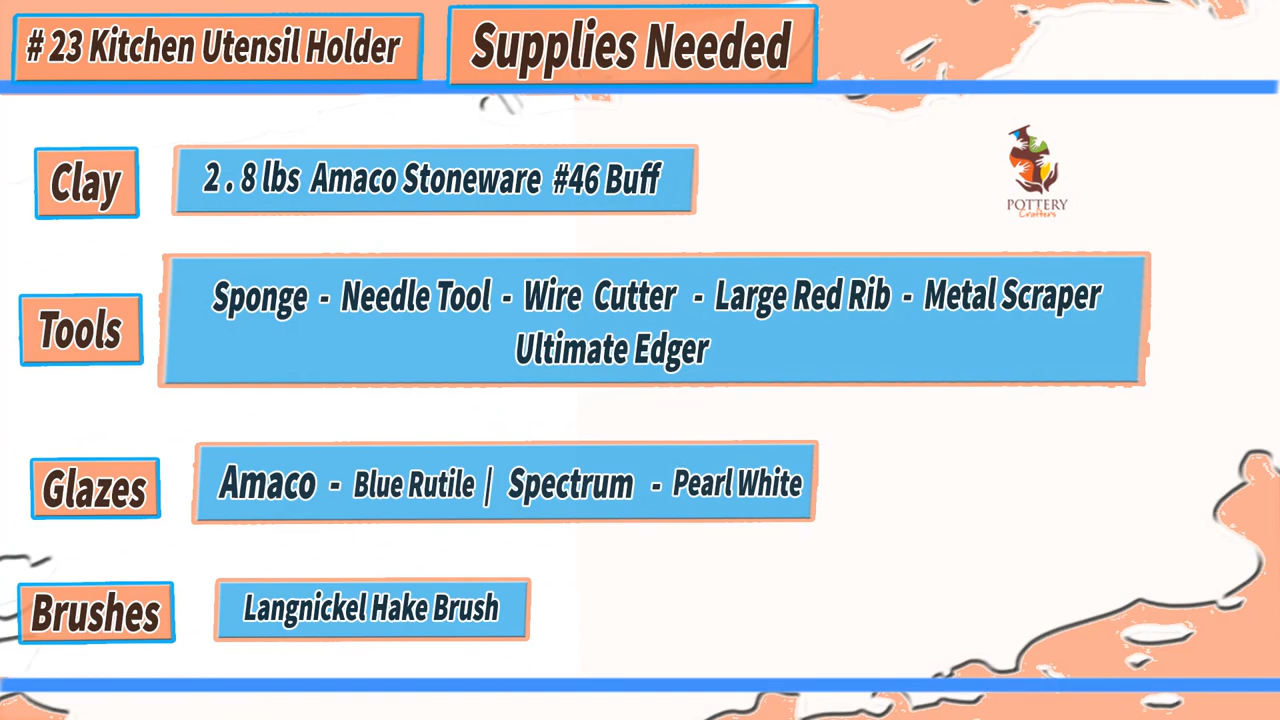 # 23 Kitchen Utensil Holder
Supplies Needed
Clay
2 . 8 lbs Amaco Stoneware #46 Buff
POTTERY
Crafters
Tools
Sponge - Needle Tool - Wire Cutter - Large Red Rib - Metal Scraper
Ultimate Edger
Glazes
Amaco - Blue Rutile | Spectrum - Pearl White
Brushes
Langnickel Hake Brush